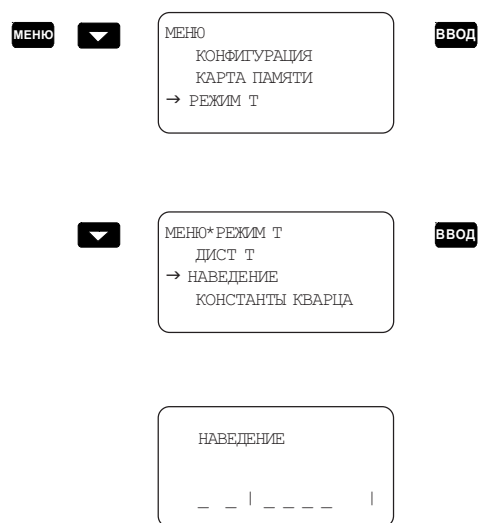 МЕНЮ
МЕНЮ
КОНФИГУРАЦИЯ
КАРТА ПАМЯТИ
→ РЕЖИМ Т
ВВОД
МЕНЮ*РЕЖИМ Т
ДИСТ Т
→ НАВЕДЕНИЕ
КОНСТАНТЫ КВАРЦА
ВВОД
НАВЕДЕНИЕ
_ _ | _ _ _ _ |